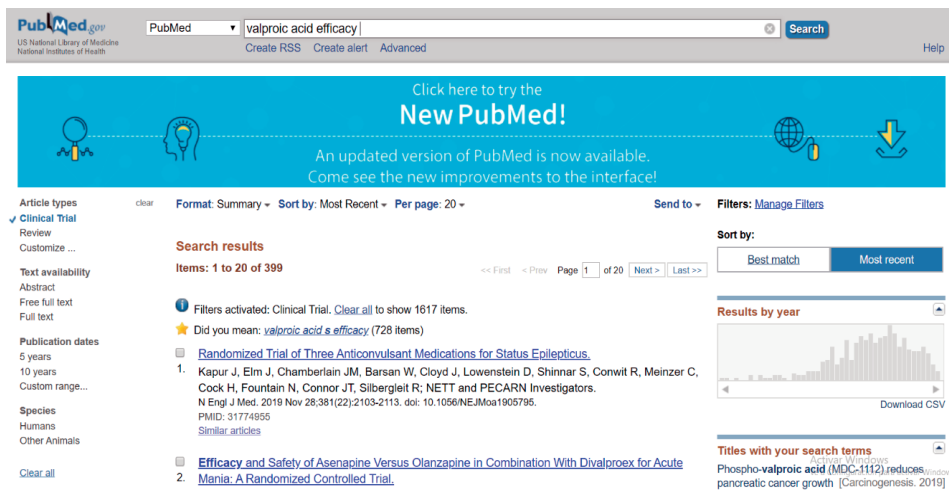 PubMed.gov
US National Library of Medicine
National Institutes of Health
PubMed
valproic acid efficacy
Search
Create RSS Create alert Advanced
Help
Click here to try the
New PubMed!
An updated version of PubMed is now available.
Come see the new improvements to the interface!
Article types
clear
Clinical Trial
Review
Customize ...
Text availability
Abstract
Free full text
Full text
Publication dates
5 years
10 years
Custom range...
Species
Humans
Other Animals
Clear all
Format: Summary Sort by: Most Recent Per page: 20
Send to
Search results
Items: 1 to 20 of 399
<< First < Prev Page 1 of 20 Next > Last >>
Filters activated: Clinical Trial. Clear all to show 1617 items.
Did you mean: valproic acid s efficacy (728 items)
Randomized Trial of Three Anticonvulsant Medications for Status Epilepticus.
1. Kapur J, Elm J, Chamberlain JM, Barsan W, Cloyd J, Lowenstein D, Shinnar S, Conwit R, Meinzer C,
Cock H, Fountain N, Connor JT, Silbergleit R; NETT and PECARN Investigators.
N Engl J Med. 2019 Nov 28;381(22):2103-2113. doi: 10.1056/NEJMoa1905795.
PMID: 31774955
Similar articles
Efficacy and Safety of Asenapine Versus Olanzapine in Combination With Divalproex for Acute
2. Mania: A Randomized Controlled Trial.
Filters: Manage Filters
Sort by:
Best match
Most recent
Results by year
Download CSV
Titles with your search terms
Activar Windows
Phospho-valproic acid (MDC-1112) reduces
pancreatic cancer growth [Carcinogenesis. 2019]